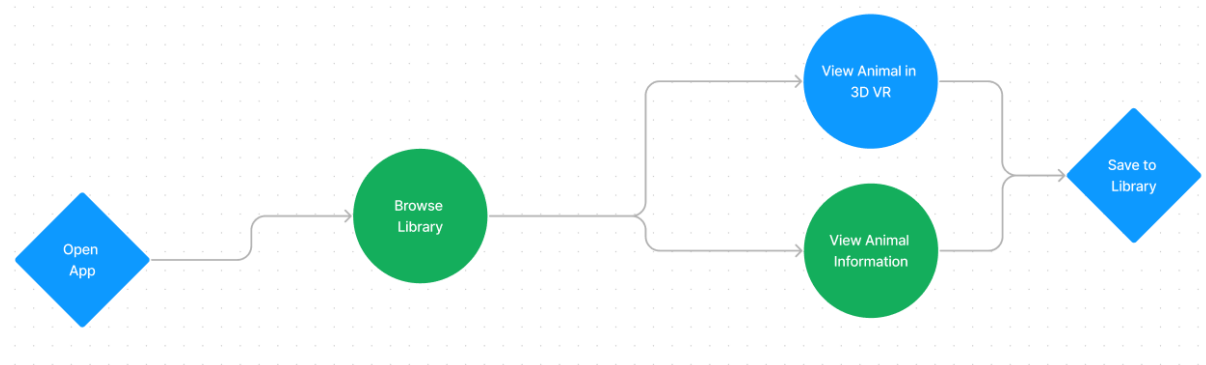 Open
App
Browse
Library
View Animal in
3D VR
View Animal
Information
Save to
Library